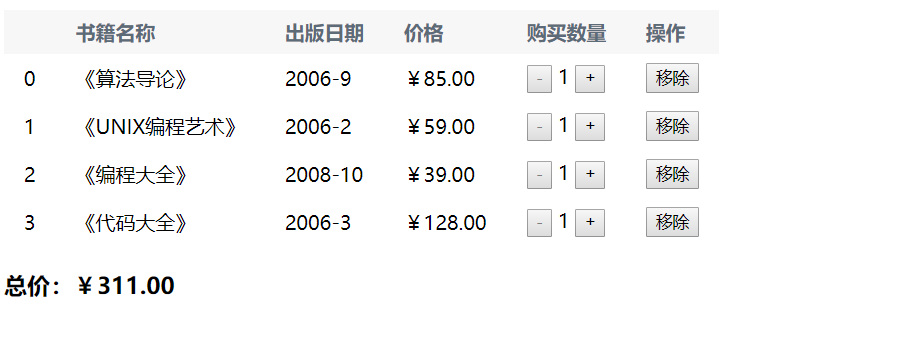 书籍名称 出版日期 价格 购买数量 操作
0 《算法导论》 2006-9 ￥85.00 - 1 + 移除
1 《UNIX编程艺术》 2006-2 ￥59.00 - 1 + 移除
2 《编程大全》 2008-10 ￥39.00 - 1 + 移除
3 《代码大全》 2006-3 ￥128.00 - 1 + 移除
总价：￥311.00